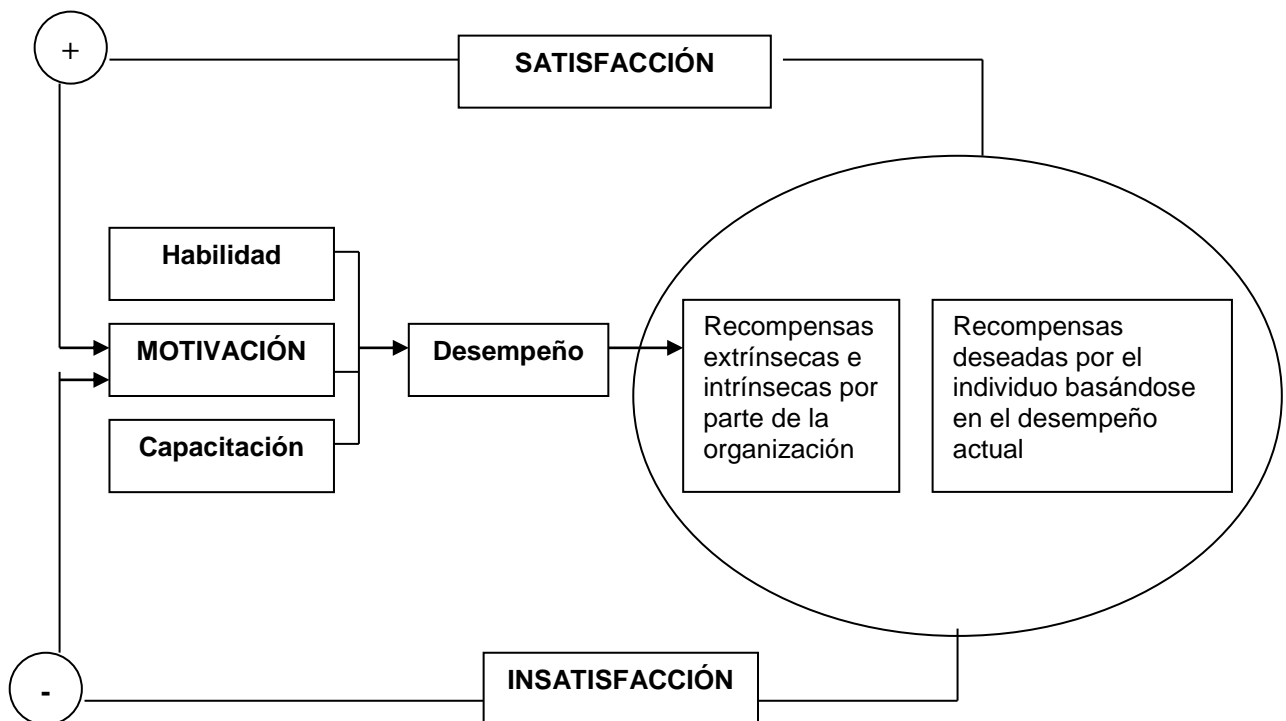 +
SATISFACCIÓN
Habilidad
MOTIVACIÓN
Capacitación
Desempeño
Recompensas
extrínsecas e
intrínsecas por
parte de la
organización
Recompensas
deseadas por el
individuo basándose
en el desempeño
actual
-
INSATISFACCIÓN